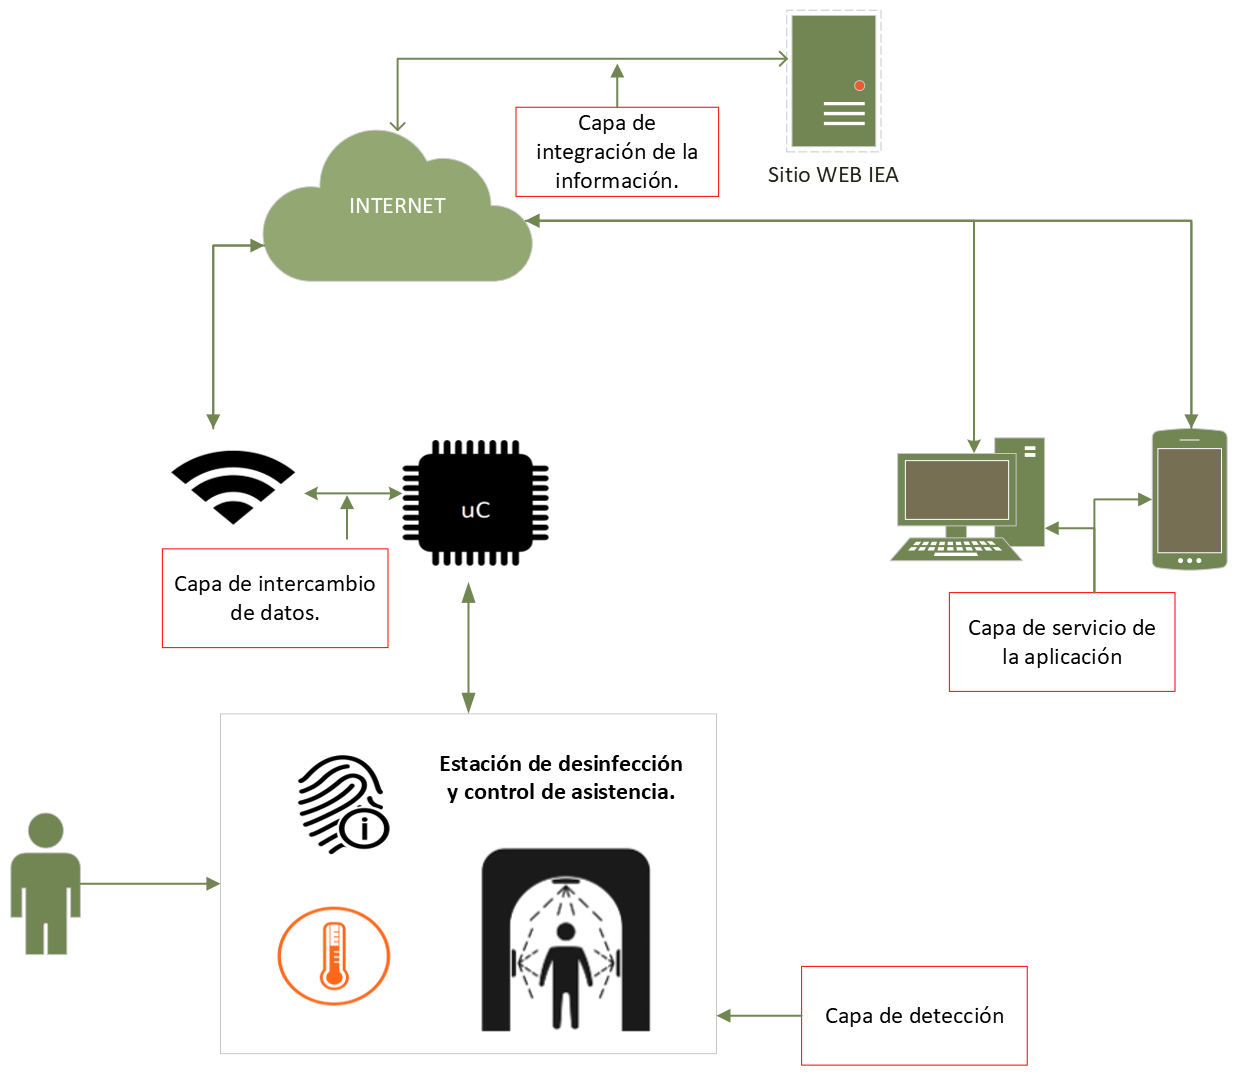 Capa de
integración de la
información.
Sitio WEB IEA
INTERNET
uC
Capa de intercambio
de datos.
Capa de servicio de
la aplicación
Estación de desinfección
y control de asistencia.
i
Capa de detección